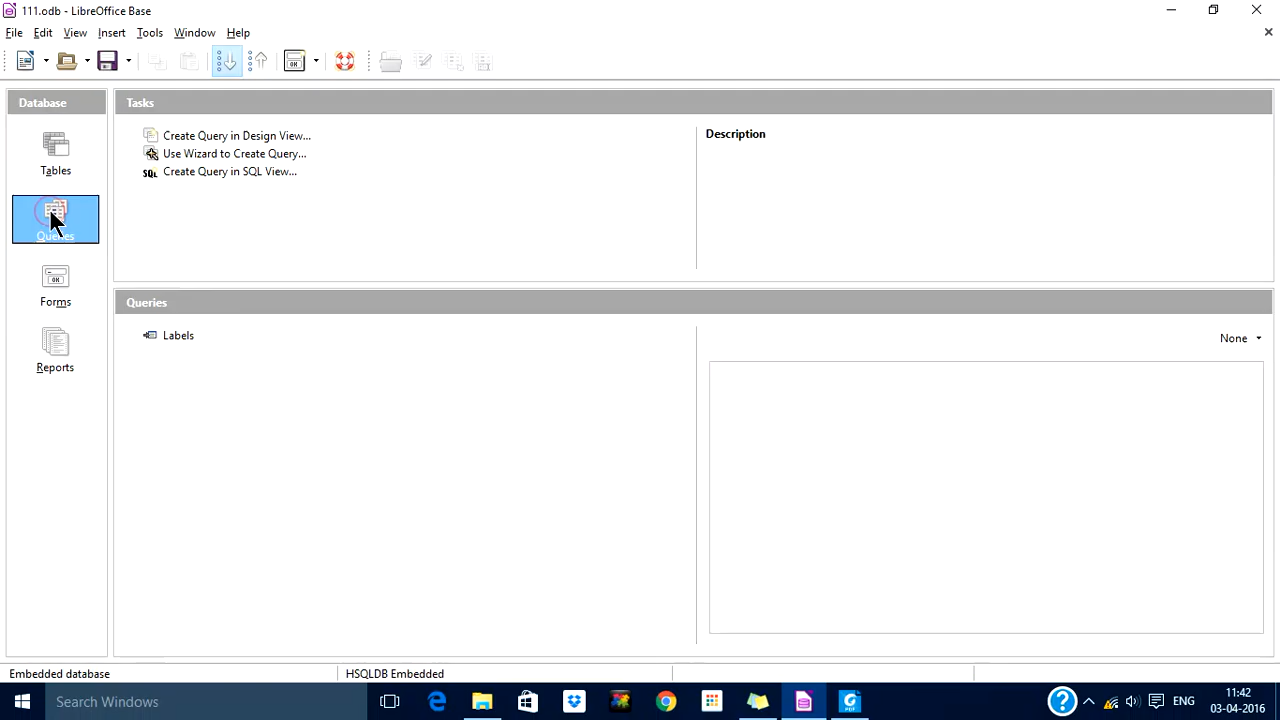 111.odb - LibreOffice Base
File Edit View Insert Tools Window Help
Database
Tables
Queries
Forms
Reports
Tasks
Create Query in Design View...
Use Wizard to Create Query...
SQL Create Query in SQL View...
Description
Queries
Labels
None
Embedded database
HSQLDB Embedded
Search Windows
ENG
11:42
03-04-2016